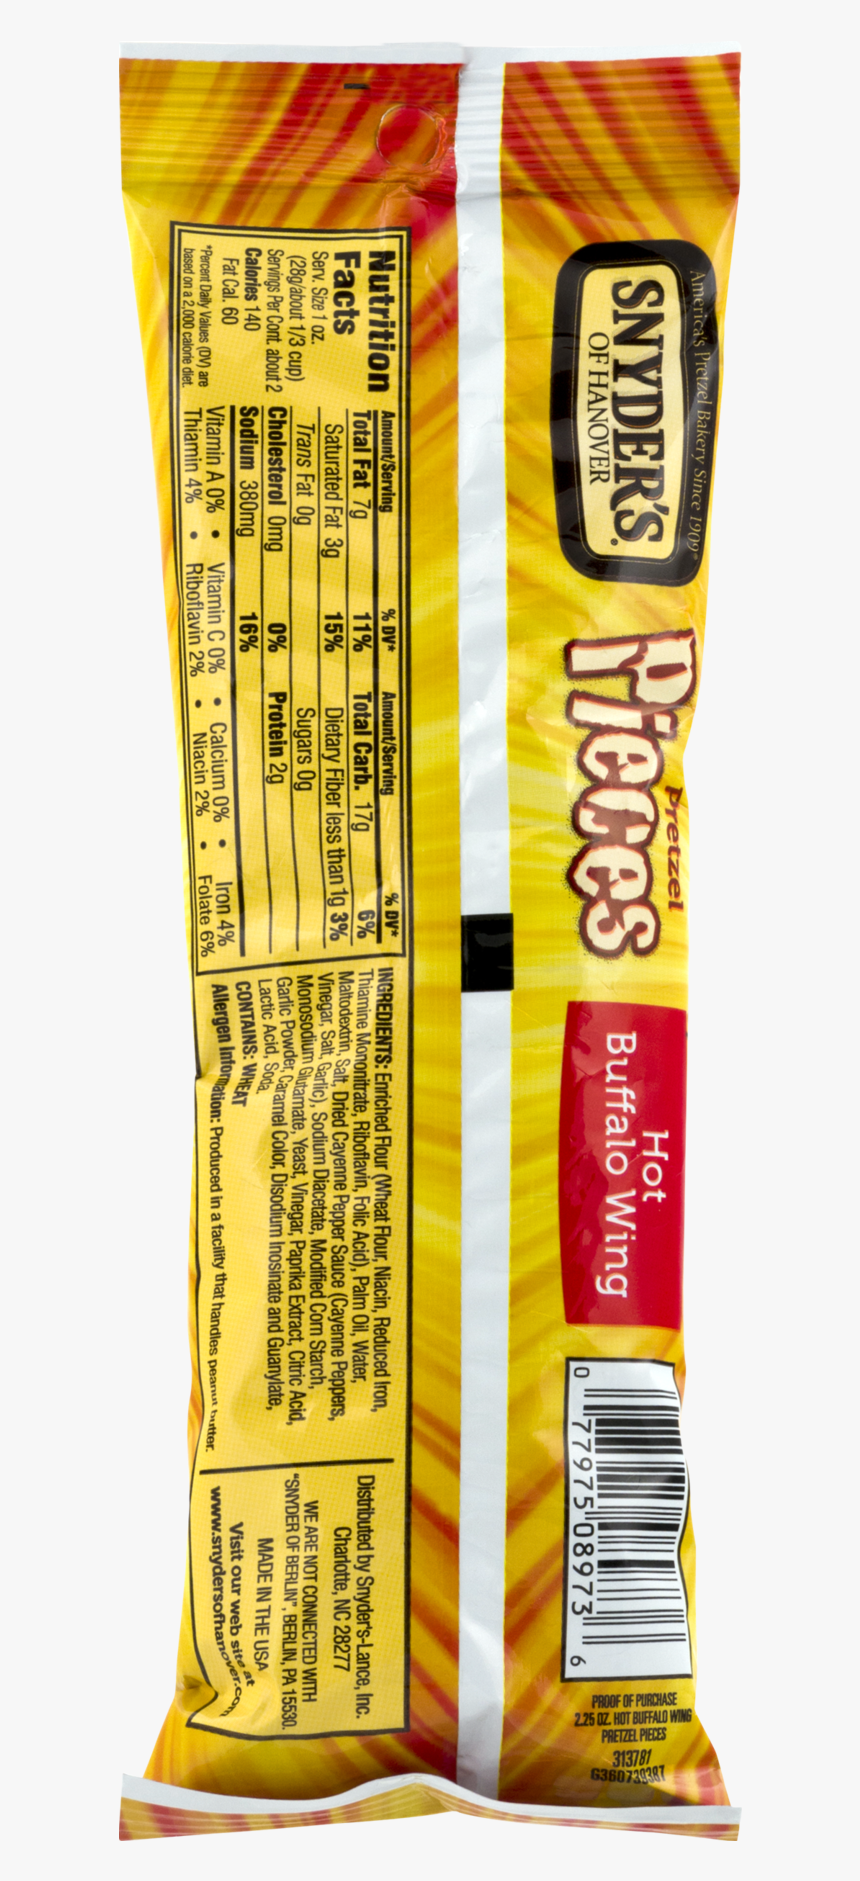 America's Pretzel Bakery Since 1909®
SNYDER'S
OF HANOVER
Pretzel
Pieces
Hot
Buffalo Wing
0 77975 08973 6
PROOF OF PURCHASE
2.25 OZ. HOT BUFFALO WING
PRETZEL PIECES
313781
G360739387
Nutrition
Facts
Serv. Size 1 oz.
(28g/about 1/3 cup)
Servings Per Cont. about 2
Calories 140
Fat Cal. 60
*Percent Daily Values (DV) are
based on a 2,000 calorie diet.
Amount/Serving % DV* Amount/Serving % DV*
Total Fat 7g 11% Total Carb. 17g 6%
Saturated Fat 3g 15% Dietary Fiber less than 1g 3%
Trans Fat 0g Sugars 0g
Cholesterol 0mg 0% Protein 2g
Sodium 380mg 16%
Vitamin A 0% • Vitamin C 0% • Calcium 0% • Iron 4%
Thiamin 4% • Riboflavin 2% • Niacin 2% • Folate 6%
INGREDIENTS: Enriched Flour (Wheat Flour, Niacin, Reduced Iron,
Thiamine Mononitrate, Riboflavin, Folic Acid), Palm Oil, Water,
Maltodextrin, Salt, Dried Cayenne Pepper Sauce (Cayenne Peppers,
Vinegar, Salt, Garlic), Sodium Diacetate, Modified Corn Starch,
Monosodium Glutamate, Yeast, Vinegar, Paprika Extract, Citric Acid,
Garlic Powder, Caramel Color, Disodium Inosinate and Guanylate,
Lactic Acid, Soda.
CONTAINS: WHEAT
Allergen Information: Produced in a facility that handles peanut butter.
Distributed by Snyder's-Lance, Inc.
Charlotte, NC 28277
WE ARE NOT CONNECTED WITH
"SNYDER OF BERLIN", BERLIN, PA 15530.
MADE IN THE USA
Visit our web site at
www.snydersofhanover.com